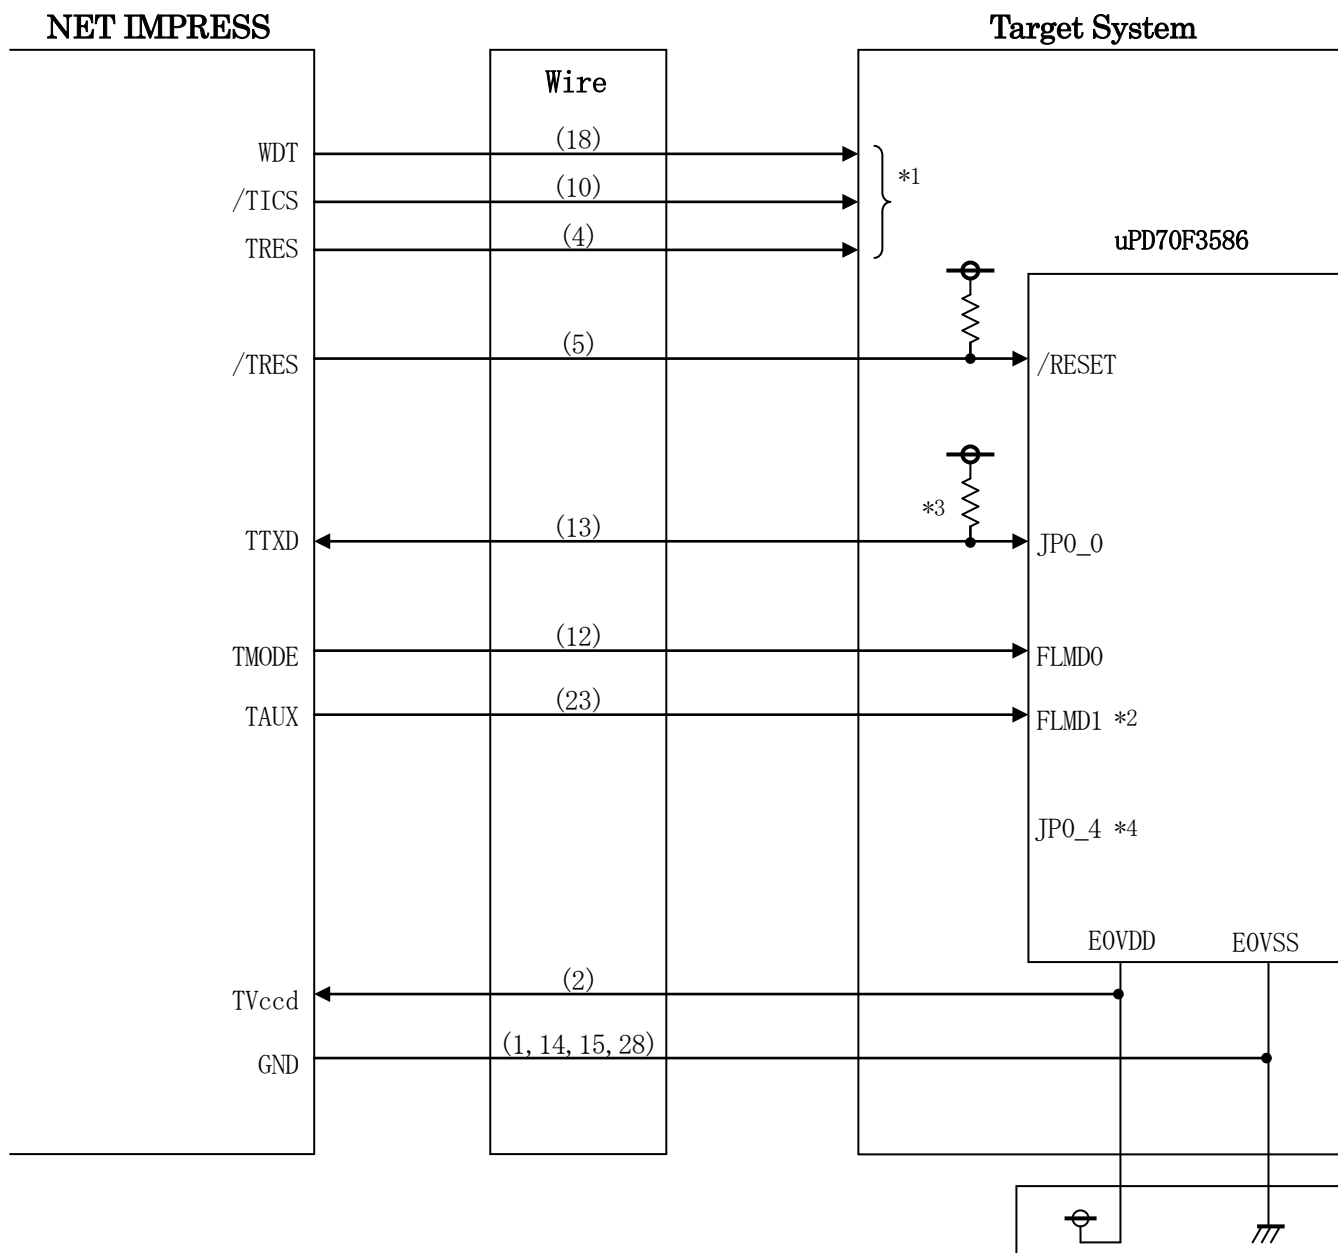 NET IMPRESS
Target System
Wire
WDT
(18)
*1
/TICS
(10)
TRES
(4)
uPD70F3586
/TRES
(5)
/RESET
*3
TTXD
(13)
JP0_0
TMODE
(12)
FLMD0
TAUX
(23)
FLMD1 *2
JP0_4 *4
E0VDD
E0VSS
TVccd
(2)
GND
(1,14,15,28)